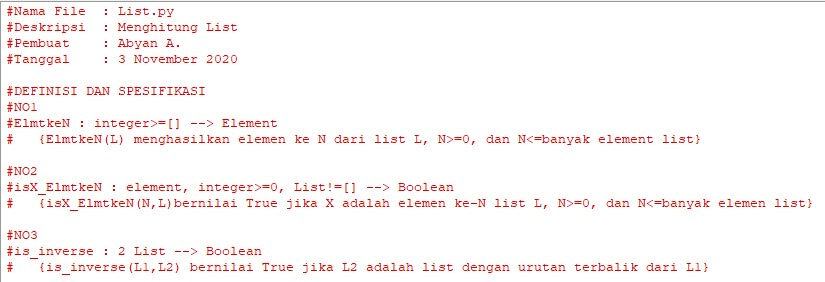 #Nama File  : List.py
#Deskripsi  : Menghitung List
#Pembuat    : Abyan A.
#Tanggal    : 3 November 2020
#DEFINISI DAN SPESIFIKASI
#NO1
#ElmtkeN : integer>=[] --> Element
#   {ElmtkeN(L) menghasilkan elemen ke N dari list L, N>=0, dan N<=banyak element list}
#NO2
#isX_ElmtkeN : element, integer>=0, List!=[] --> Boolean
#   {isX_ElmtkeN(N,L)bernilai True jika X adalah elemen ke-N list L, N>=0, dan N<=banyak elemen list}
#NO3
#is_inverse : 2 List --> Boolean
#   {is_inverse(L1,L2) bernilai True jika L2 adalah list dengan urutan terbalik dari L1}